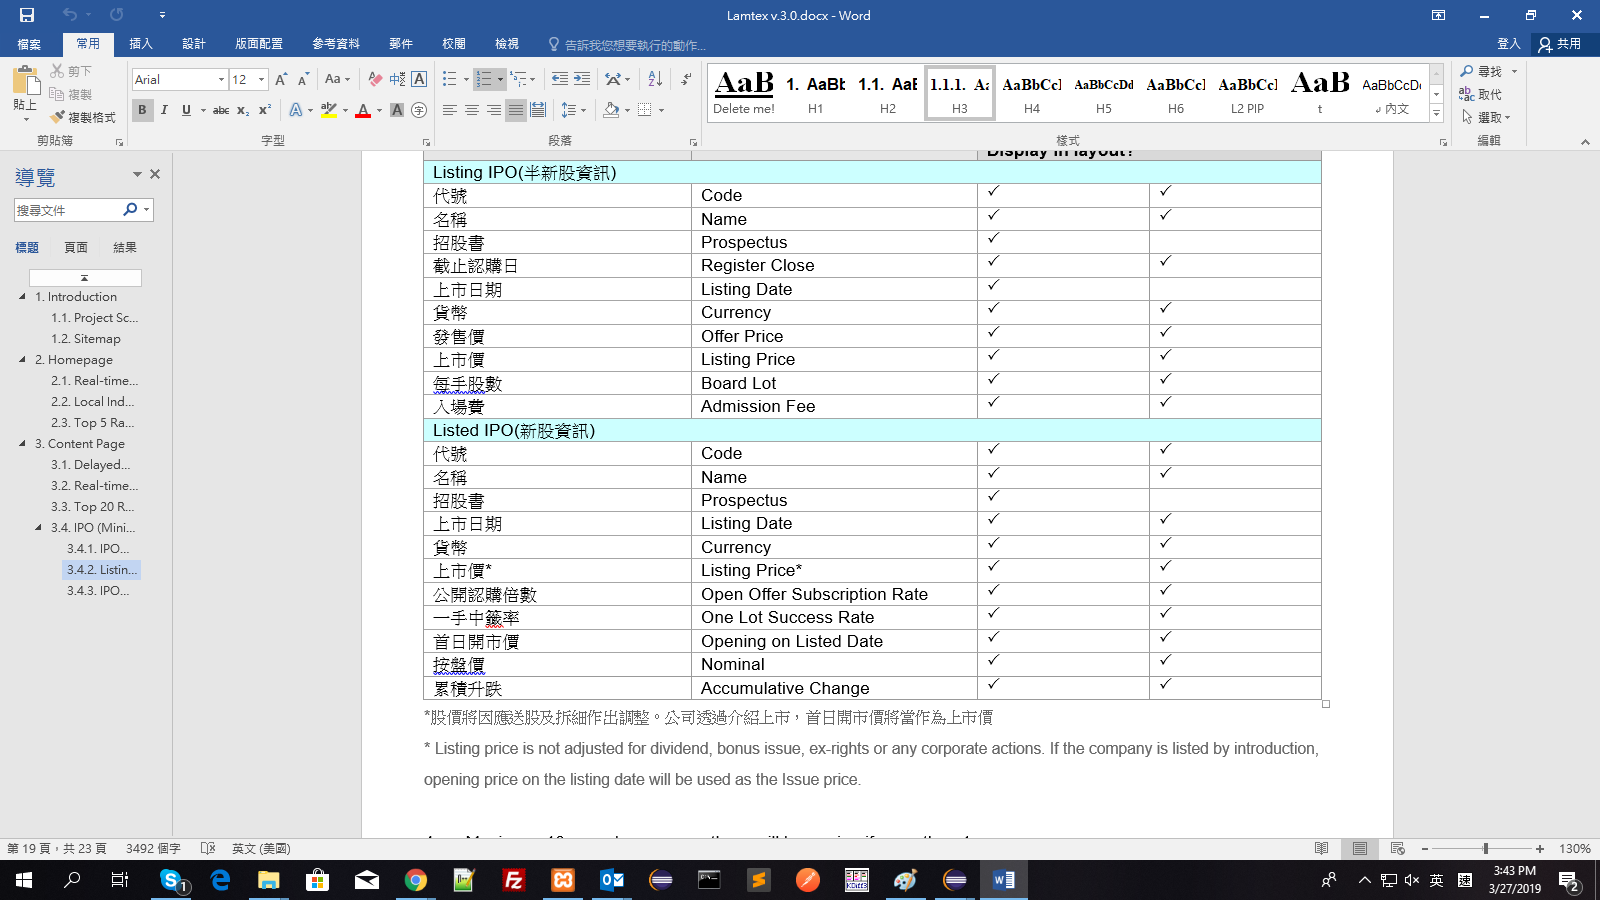 Lamtex v.3.0.docx - Word
檔案 常用 插入 設計 版面配置 參考資料 郵件 校閱 檢視 告訴我您想要執行的動作... 登入 共用
貼上 剪下 複製 複製格式 剪貼簿
Arial 12 字型
段落
AaB Delete me!
1. AaBb H1
1.1. AaB H2
1.1.1. Aa H3
AaBbCcl H4
AaBbCcDd H5
AaBbCcl H6
AaBbCcl L2 PIP
AaB t
AaBbCcDc 內文
樣式
尋找 取代 選取 編輯
導覽
搜尋文件
標題 頁面 結果
1. Introduction
1.1. Project Sc...
1.2. Sitemap
2. Homepage
2.1. Real-time...
2.2. Local Ind...
2.3. Top 5 Ra...
3. Content Page
3.1. Delayed...
3.2. Real-time...
3.3. Top 20 R...
3.4. IPO (Mini...
3.4.1. IPO...
3.4.2. Listin...
3.4.3. IPO...
Display in layout?
Listing IPO(半新股資訊)
代號 Code ✓ ✓
名稱 Name ✓ ✓
招股書 Prospectus ✓
截止認購日 Register Close ✓ ✓
上市日期 Listing Date ✓
貨幣 Currency ✓ ✓
發售價 Offer Price ✓ ✓
上市價 Listing Price ✓ ✓
每手股數 Board Lot ✓ ✓
入場費 Admission Fee ✓ ✓
Listed IPO(新股資訊)
代號 Code ✓ ✓
名稱 Name ✓ ✓
招股書 Prospectus ✓
上市日期 Listing Date ✓ ✓
貨幣 Currency ✓ ✓
上市價* Listing Price* ✓ ✓
公開認購倍數 Open Offer Subscription Rate ✓ ✓
一手中籤率 One Lot Success Rate ✓ ✓
首日開市價 Opening on Listed Date ✓ ✓
按盤價 Nominal ✓ ✓
累積升跌 Accumulative Change ✓ ✓
*股價將因應送股及拆細作出調整。公司透過介紹上市，首日開市價將當作為上市價
* Listing price is not adjusted for dividend, bonus issue, ex-rights or any corporate actions. If the company is listed by introduction,
opening price on the listing date will be used as the Issue price.
第 19 頁，共 23 頁 3492 個字 英文 (美國) 130%
英 3:43 PM
3/27/2019